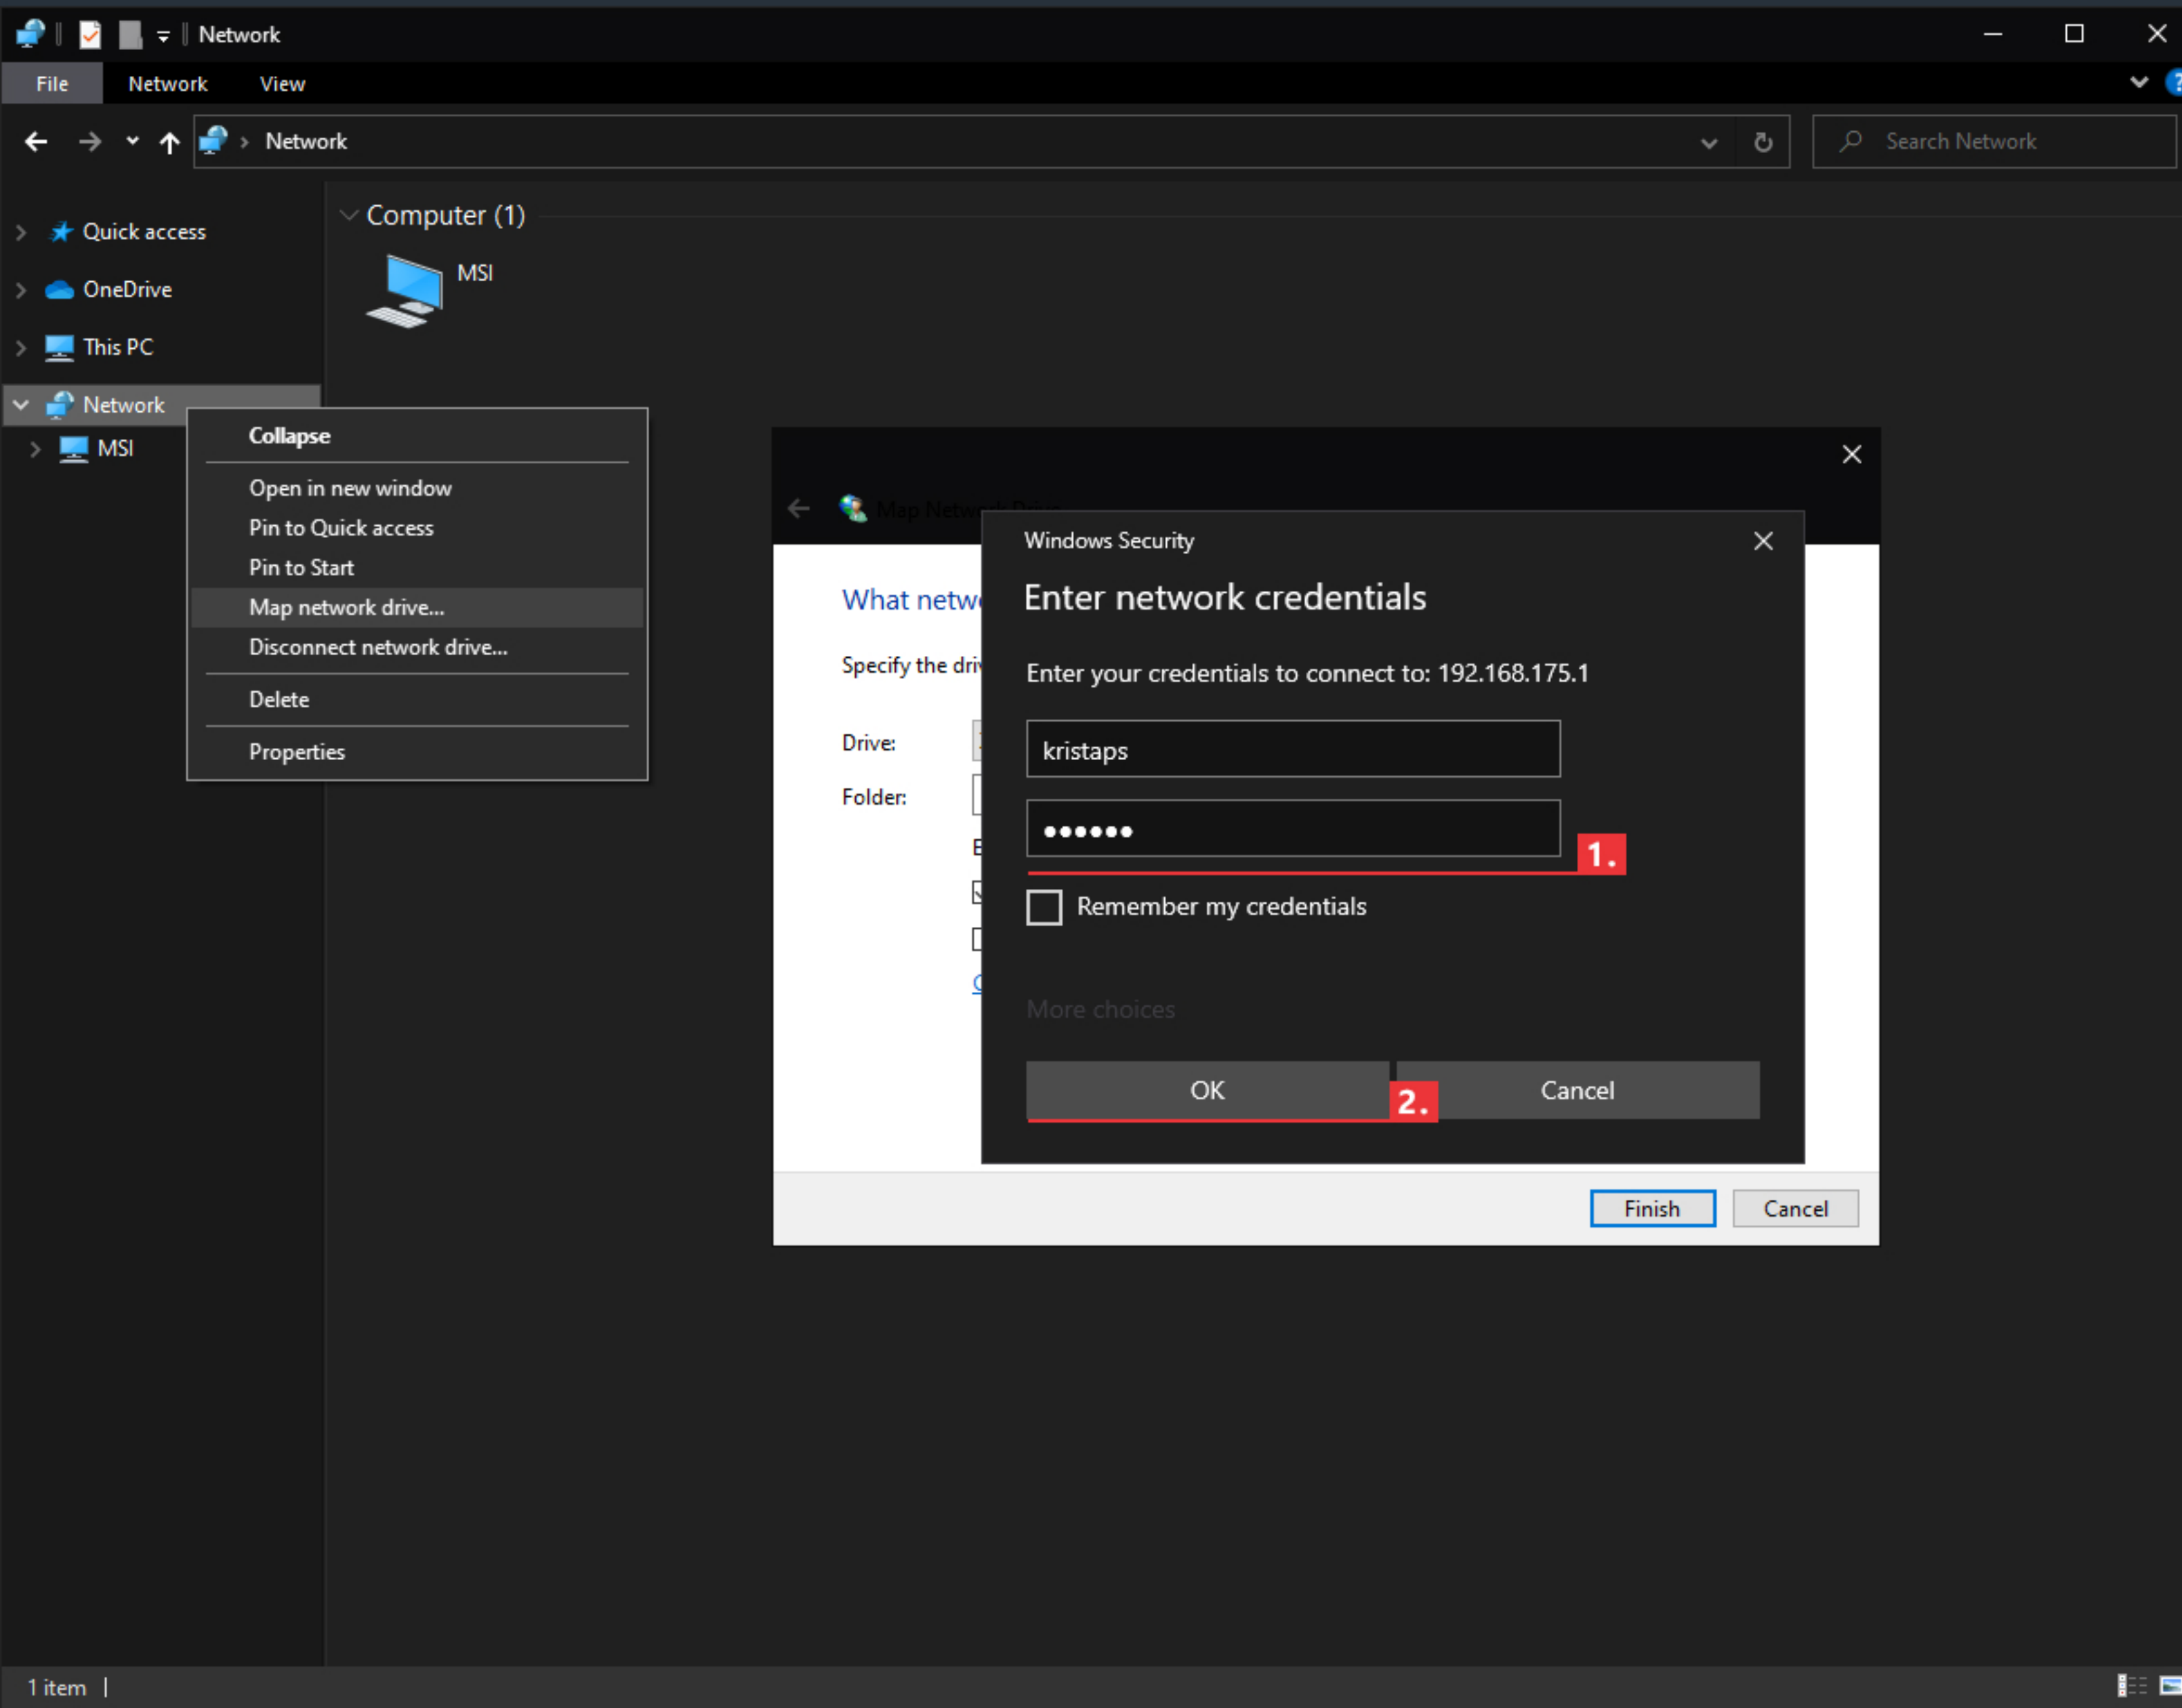 Network
File Network View
Network
Search Network
Quick access
OneDrive
This PC
Network
MSI
Computer (1)
MSI
Collapse
Open in new window
Pin to Quick access
Pin to Start
Map network drive...
Disconnect network drive...
Delete
Properties
Map Network Drive
What netw
Specify the driv
Drive:
Folder:
Windows Security
Enter network credentials
Enter your credentials to connect to: 192.168.175.1
kristaps
●●●●●●
1.
Remember my credentials
More choices
OK
2.
Cancel
Finish
Cancel
1 item